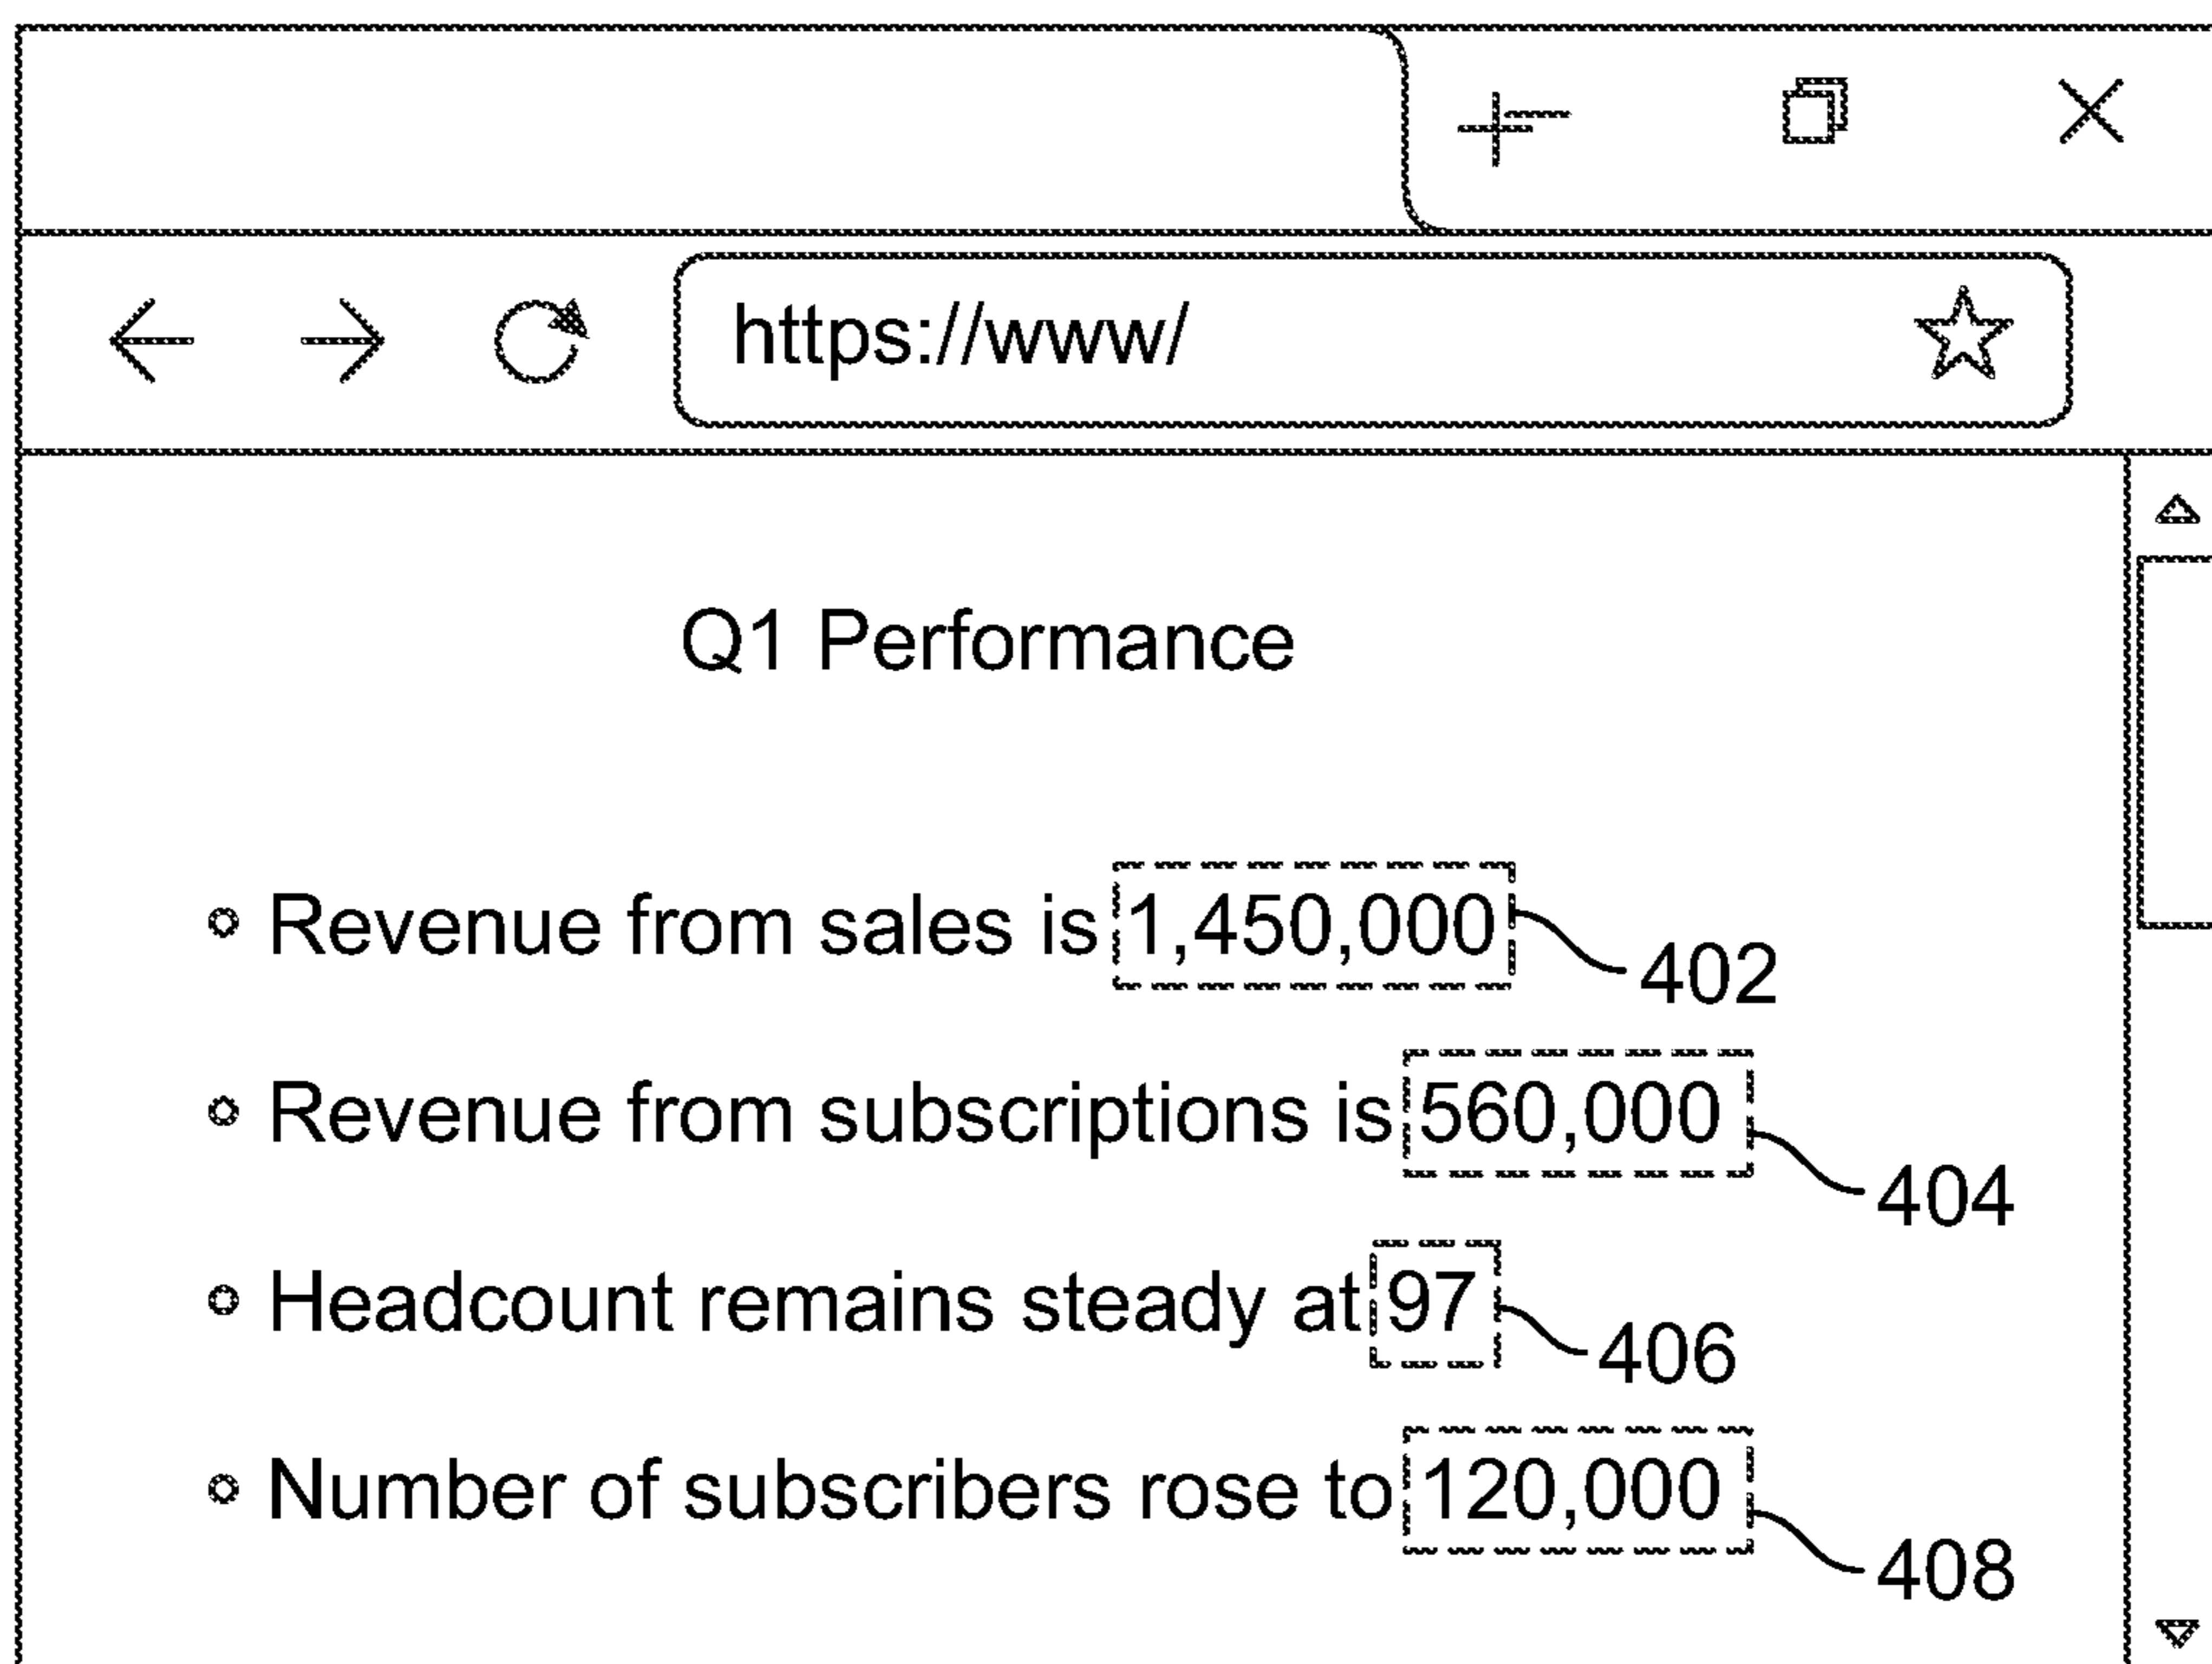 https://www/
Q1 Performance
Revenue from sales is 1,450,000
402
Revenue from subscriptions is 560,000
404
Headcount remains steady at 97
406
Number of subscribers rose to 120,000
408